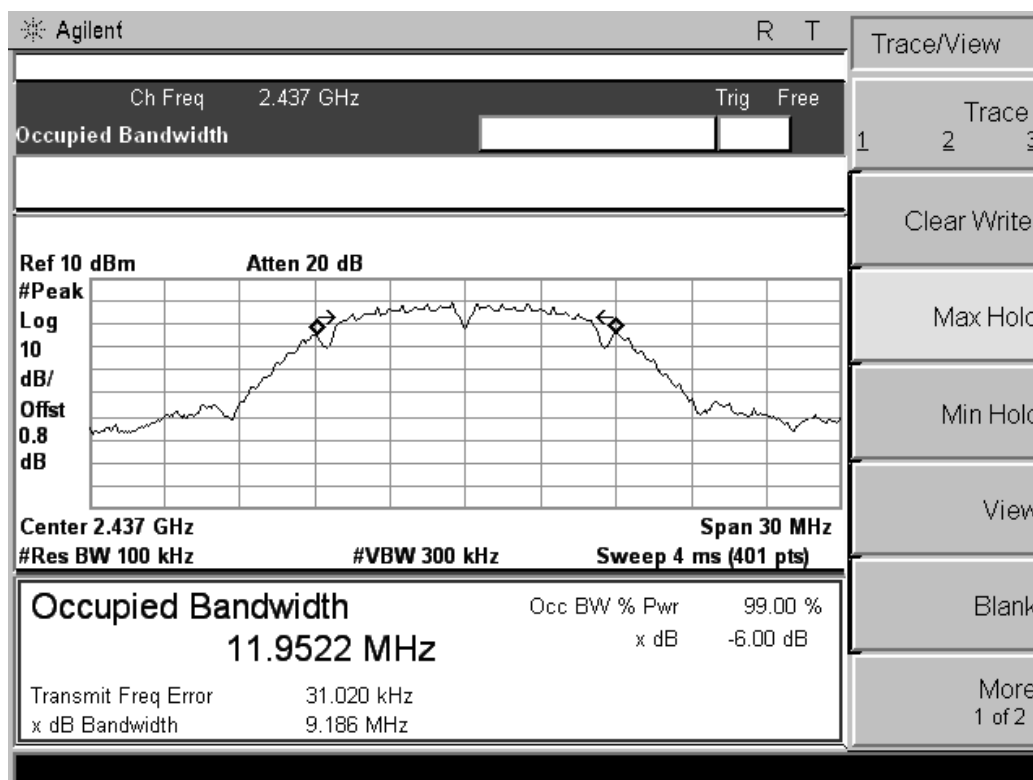 Agilent R T
Trace/View
Ch Freq 2.437 GHz Trig Free
Occupied Bandwidth
Trace
1 2 3
Clear Write
Max Hold
Min Hold
View
Blank
More
1 of 2
Ref 10 dBm Atten 20 dB
#Peak
Log
10
dB/
Offst
0.8
dB
Center 2.437 GHz Span 30 MHz
#Res BW 100 kHz #VBW 300 kHz Sweep 4 ms (401 pts)
Occupied Bandwidth
11.9522 MHz
Occ BW % Pwr 99.00 %
x dB -6.00 dB
Transmit Freq Error 31.020 kHz
x dB Bandwidth 9.186 MHz